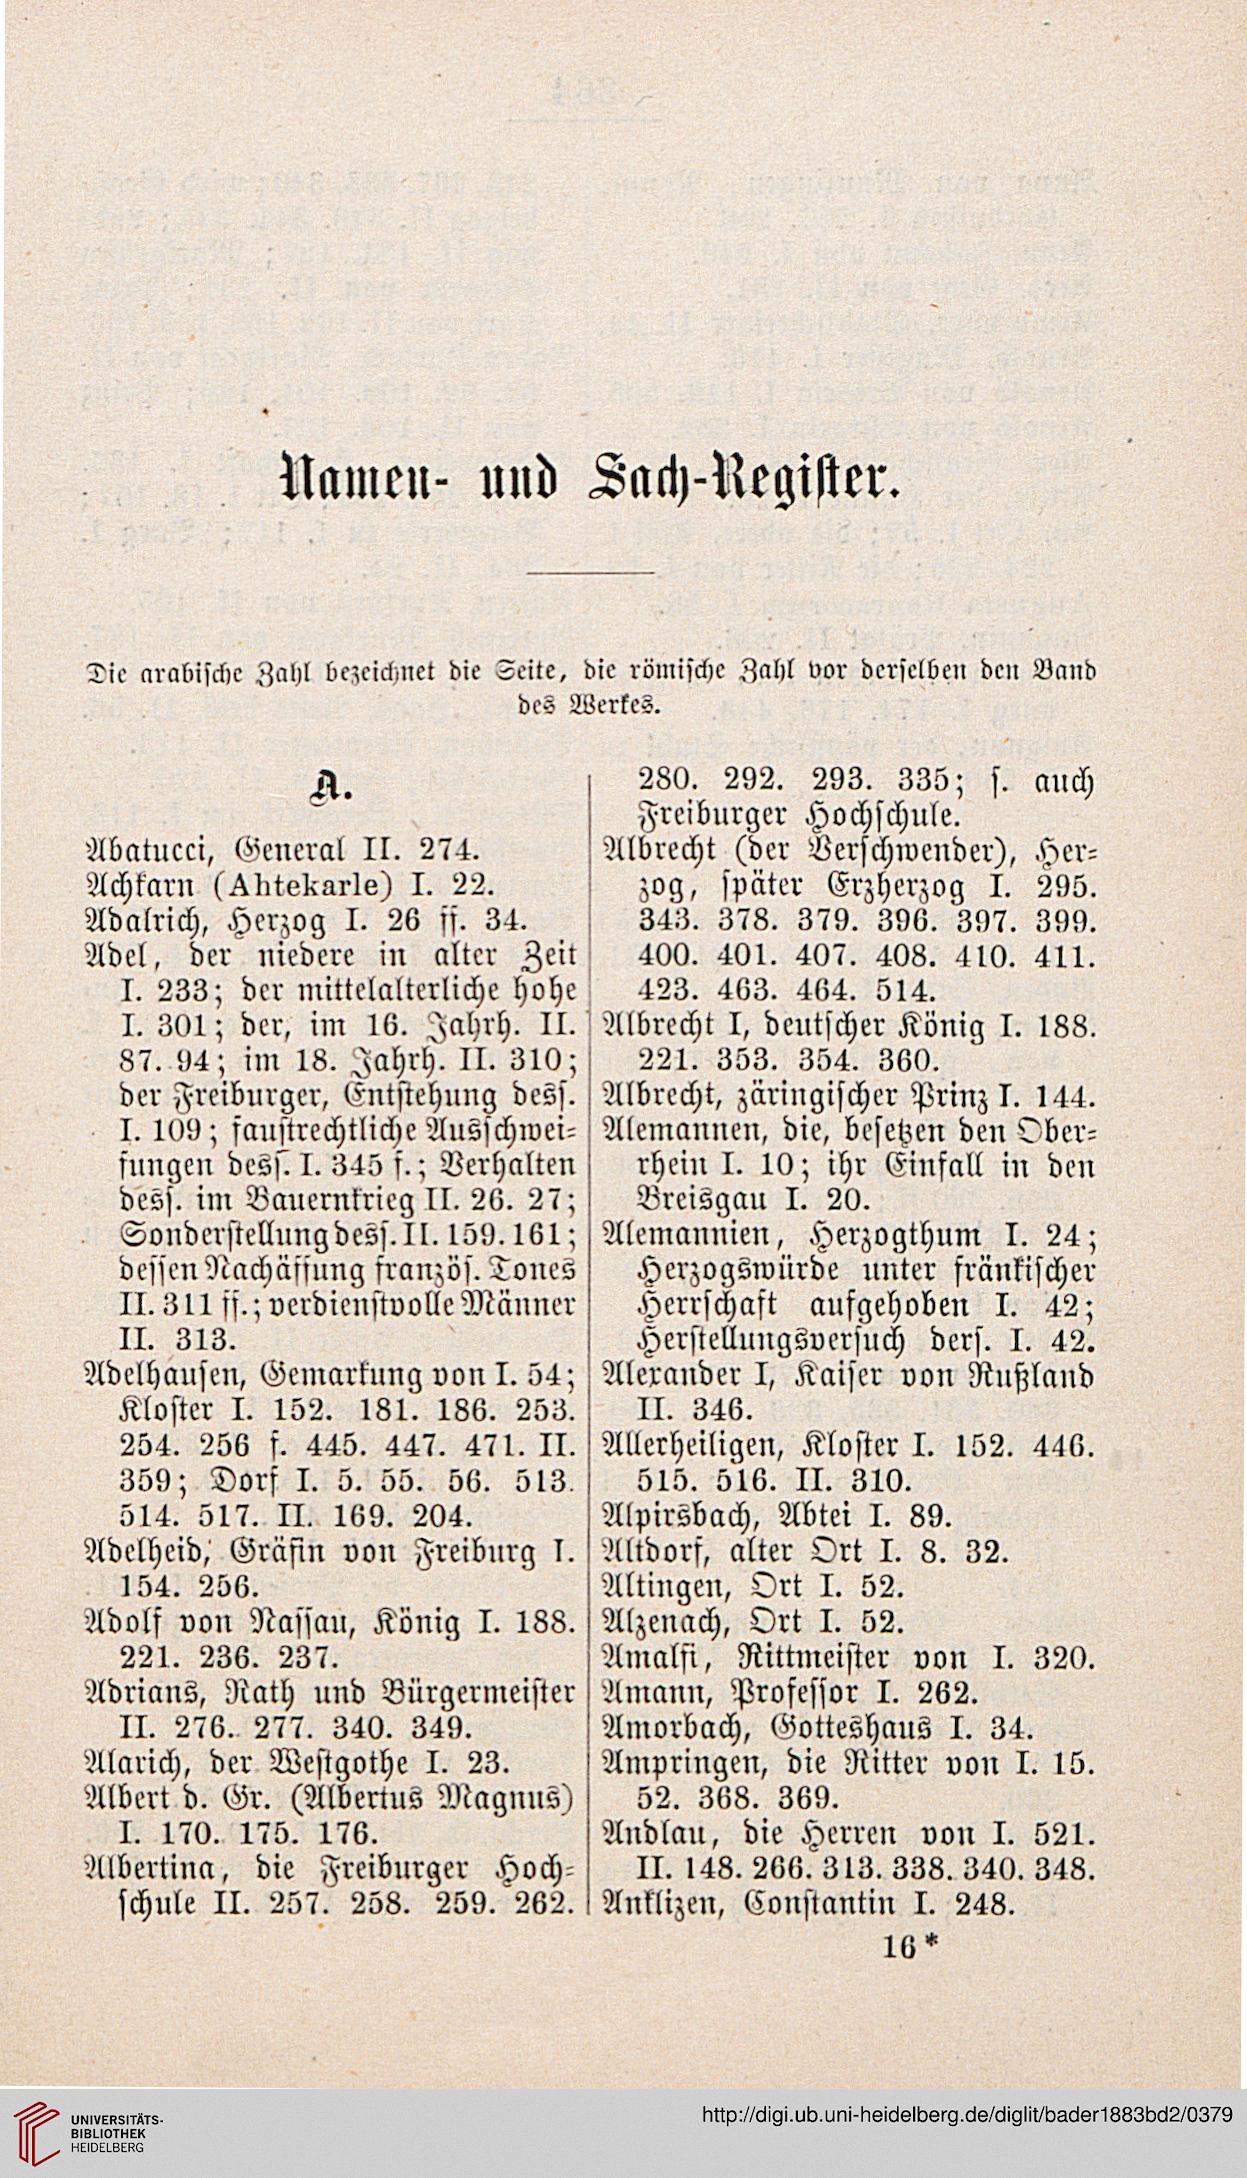 Namen- und Sach-Register.
Die arabische Zahl bezeichnet die Seite, die römische Zahl vor derselben den Band
des Werkes.
A.
Abatucci, General II. 274.
Achkarn (Ahtekarle) I. 22.
Adalrich, Herzog I. 26 ff. 34.
Adel, der niedere in alter Zeit
I. 233; der mittelalterliche hohe
I. 301; der, im 16. Jahrh. II.
87. 94; im 18. Jahrh. II. 310;
der Freiburger, Entstehung dess.
I. 109; faustrechtliche Ausschwei-
fungen dess. I. 345 f.; Verhalten
dess. im Bauernkrieg II. 26. 27;
Sonderstellung dess. II. 159. 161;
dessen Nachäffung französ. Tones
II. 311 ff.; verdienstvolle Männer
II. 313.
Adelhausen, Gemarkung von I. 54;
Kloster I. 152. 181. 186. 253.
254. 256 f. 445. 447. 471. II.
359; Dorf I. 5. 55. 56. 513.
514. 517. II. 169. 204.
Adelheid, Gräfin von Freiburg I.
154. 256.
Adolf von Nassau, König I. 188.
221. 236. 237.
Adrians, Rath und Bürgermeister
II. 276. 277. 340. 349.
Alarich, der Westgothe I. 23.
Albert d. Gr. (Albertus Magnus)
I. 170. 175. 176.
Albertina, die Freiburger Hoch-
schule II. 257. 258. 259. 262.
280. 292. 293. 335; s. auch
Freiburger Hochschule.
Albrecht (der Verschwender), Her-
zog, später Erzherzog I. 295.
343. 378. 379. 396. 397. 399.
400. 401. 407. 408. 410. 411.
423. 463. 464. 514.
Albrecht I, deutscher König I. 188.
221. 353. 354. 360.
Albrecht, zäringischer Prinz I. 144.
Alemannen, die, besetzen den Ober-
rhein I. 10; ihr Einfall in den
Breisgau I. 20.
Alemannien, Herzogthum I. 24;
Herzogswürde unter fränkischer
Herrschaft aufgehoben I. 42;
Herstellungsversuch ders. I. 42.
Alexander I, Kaiser von Rußland
II. 346.
Allerheiligen, Kloster I. 152. 446.
515. 516. II. 310.
Alpirsbach, Abtei I. 89.
Altdorf, alter Ort I. 8. 32.
Altingen, Ort I. 52.
Alzenach, Ort I. 52.
Amalfi, Rittmeister von I. 320.
Amann, Professor I. 262.
Amorbach, Gotteshaus I. 34.
Ampringen, die Ritter von I. 15.
52. 368. 369.
Andlau, die Herren von I. 521.
II. 148. 266. 313. 338. 340. 348.
Anklizen, Constantin I. 248.
16*
UNIVERSITÄTS-
BIBLIOTHEK
HEIDELBERG
http://digi.ub.uni-heidelberg.de/diglit/bader1883bd2/0379